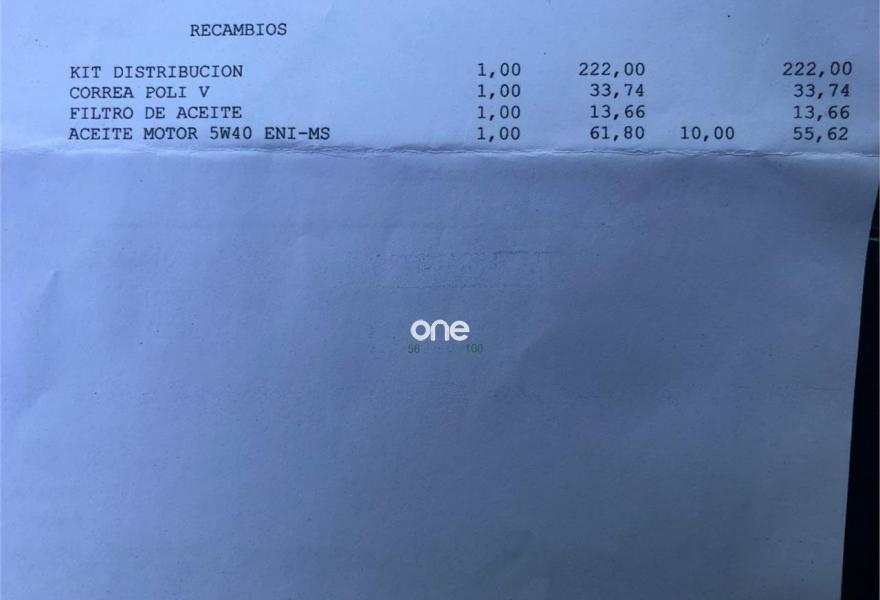 RECAMBIOS
KIT DISTRIBUCION 1,00 222,00 222,00
CORREA POLI V 1,00 33,74 33,74
FILTRO DE ACEITE 1,00 13,66 13,66
ACEITE MOTOR 5W40 ENI-MS 1,00 61,80 10,00 55,62
one
56 100